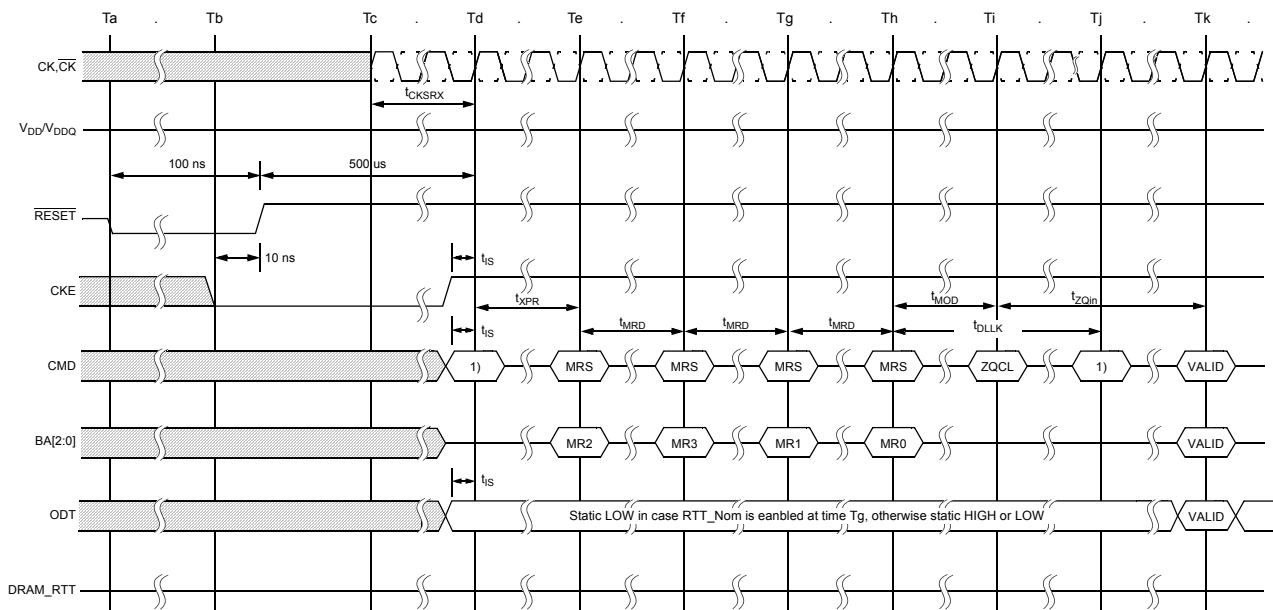 Ta . Tb . Tc . Td . Te . Tf . Tg . Th . Ti . Tj . Tk .
CK,CK
tCKSRX
VDD/VDDQ
100 ns 500 us
RESET
10 ns tIS
CKE
tXPR tMOD tZQin
tIS tMRD tMRD tMRD tDLLK
CMD 1) MRS MRS MRS MRS ZQCL 1) VALID
BA[2:0] MR2 MR3 MR1 MR0 VALID
tIS
ODT Static LOW in case RTT_Nom is eanbled at time Tg, otherwise static HIGH or LOW VALID
DRAM_RTT